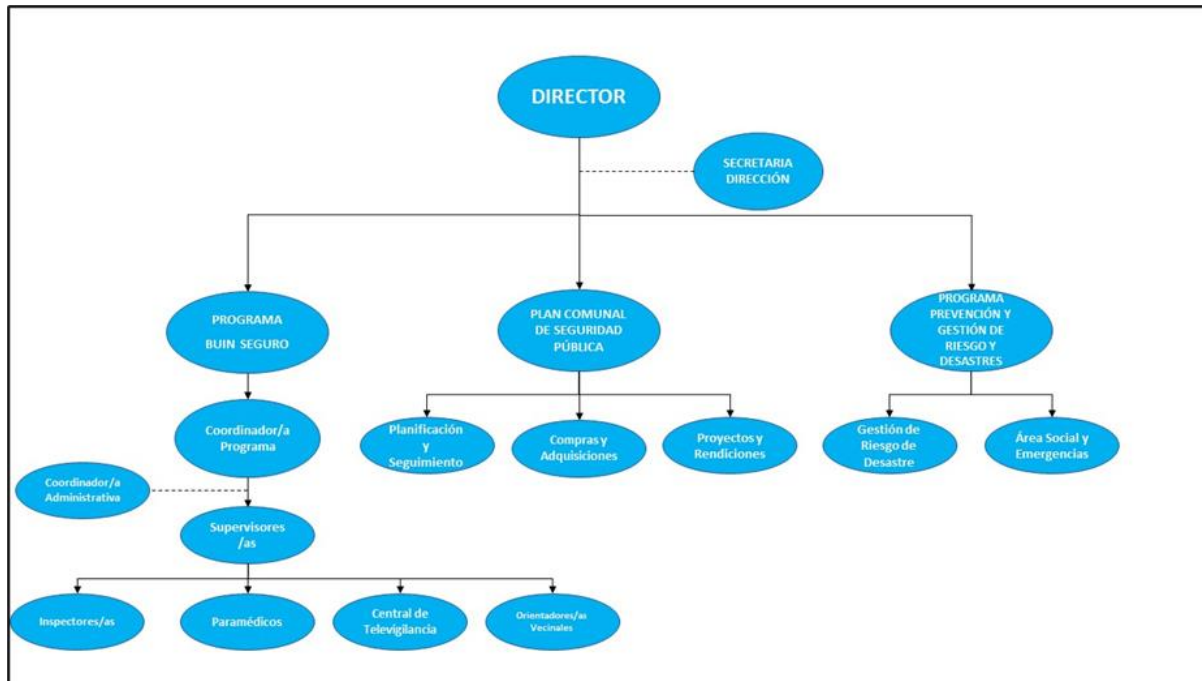 DIRECTOR
SECRETARIA
DIRECCIÓN
PROGRAMA
BUIN SEGURO
PLAN COMUNAL
DE SEGURIDAD
PÚBLICA
PROGRAMA
PREVENCIÓN Y
GESTIÓN DE
RIESGO Y
DESASTRES
Coordinador/a
Programa
Planificación
y
Seguimiento
Compras y
Adquisiciones
Proyectos y
Rendiciones
Gestión de
Riesgo de
Desastre
Área Social y
Emergencias
Coordinador/a
Administrativa
Supervisores
/as
Inspectores/as
Paramédicos
Central de
Televigilancia
Orientadores/as
Vecinales